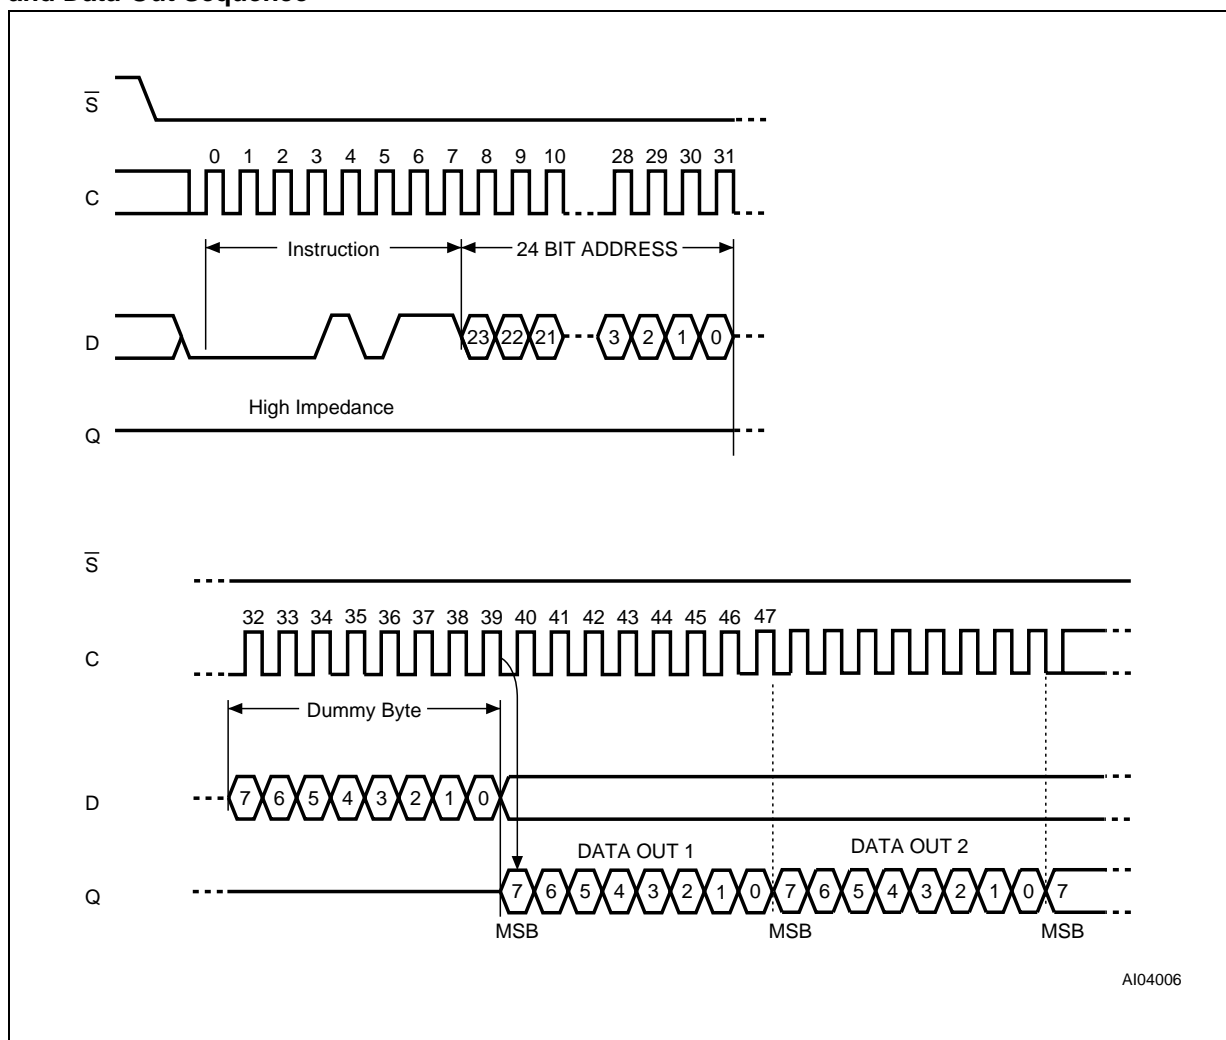 and Data-Out Sequence
S
0 1 2 3 4 5 6 7 8 9 10 28 29 30 31
C
Instruction 24 BIT ADDRESS
D 23 22 21 3 2 1 0
High Impedance
Q
S
32 33 34 35 36 37 38 39 40 41 42 43 44 45 46 47
C
Dummy Byte
D 7 6 5 4 3 2 1 0
DATA OUT 1 DATA OUT 2
Q 7 6 5 4 3 2 1 0 7 6 5 4 3 2 1 0 7
MSB MSB MSB
AI04006